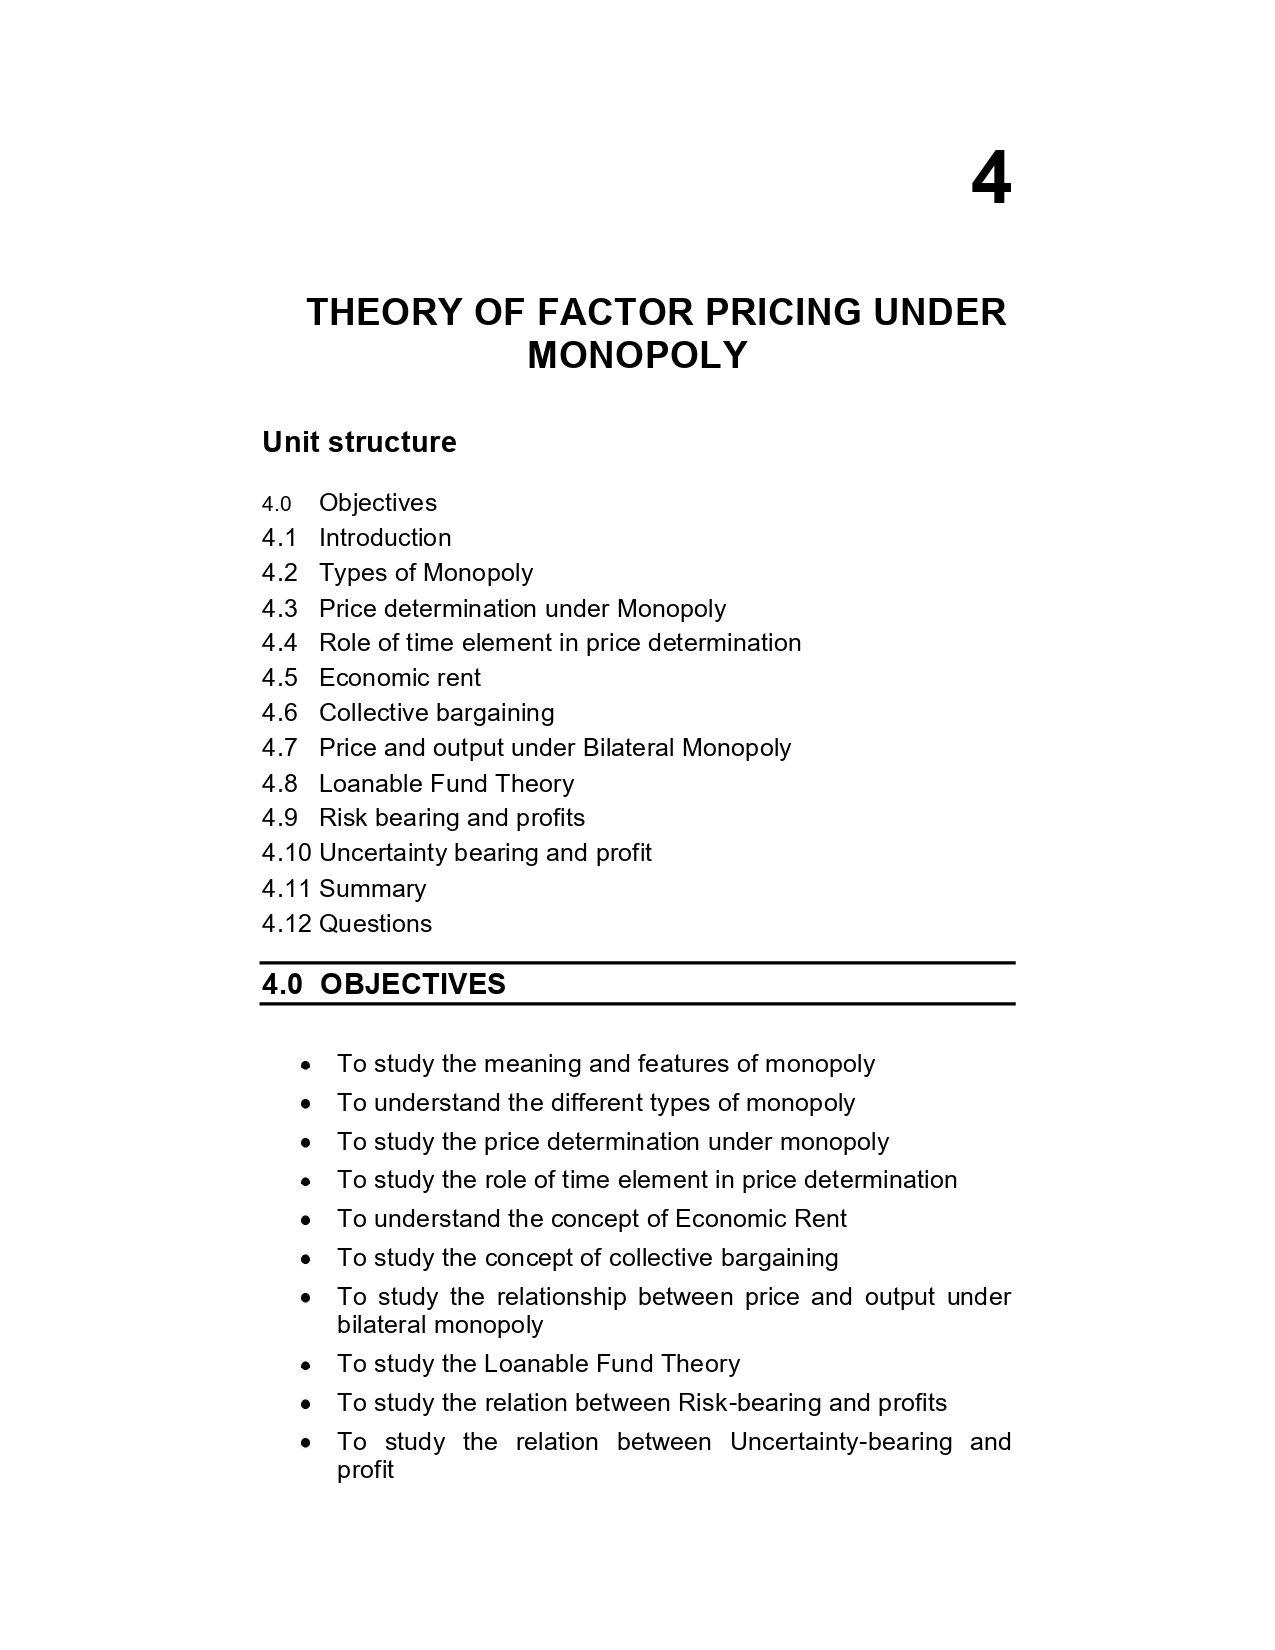 4
THEORY OF FACTOR PRICING UNDER
MONOPOLY
Unit structure
4.0 Objectives
4.1 Introduction
4.2 Types of Monopoly
4.3 Price determination under Monopoly
4.4 Role of time element in price determination
4.5 Economic rent
4.6 Collective bargaining
4.7 Price and output under Bilateral Monopoly
4.8 Loanable Fund Theory
4.9 Risk bearing and profits
4.10 Uncertainty bearing and profit
4.11 Summary
4.12 Questions
4.0 OBJECTIVES
• To study the meaning and features of monopoly
• To understand the different types of monopoly
• To study the price determination under monopoly
• To study the role of time element in price determination
• To understand the concept of Economic Rent
• To study the concept of collective bargaining
• To study the relationship between price and output under
bilateral monopoly
• To study the Loanable Fund Theory
• To study the relation between Risk-bearing and profits
• To study the relation between Uncertainty-bearing and
profit